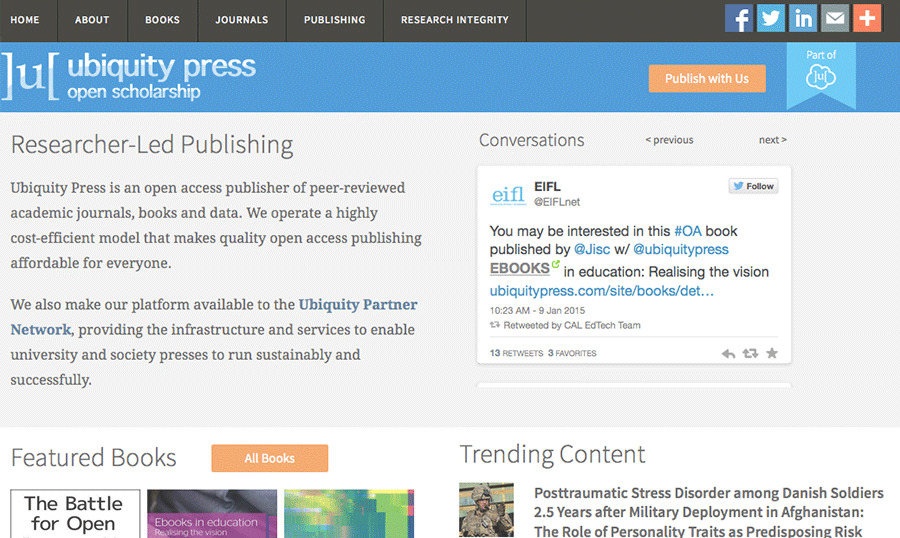 HOME ABOUT BOOKS JOURNALS PUBLISHING RESEARCH INTEGRITY
]u[ ubiquity press
open scholarship
Publish with Us
Part of
]u[
Researcher-Led Publishing
Ubiquity Press is an open access publisher of peer-reviewed
academic journals, books and data. We operate a highly
cost-efficient model that makes quality open access publishing
affordable for everyone.
We also make our platform available to the Ubiquity Partner
Network, providing the infrastructure and services to enable
university and society presses to run sustainably and
successfully.
Conversations < previous next >
eifl
EIFL
@EIFLnet
Follow
You may be interested in this #OA book
published by @Jisc w/ @ubiquitypress
EBOOKS in education: Realising the vision
ubiquitypress.com/site/books/det…
10:23 AM - 9 Jan 2015
Retweeted by CAL EdTech Team
13 RETWEETS 3 FAVORITES
Featured Books
All Books
The Battle
for Open
Ebooks in education
Realising the vision
Trending Content
Posttraumatic Stress Disorder among Danish Soldiers
2.5 Years after Military Deployment in Afghanistan:
The Role of Personality Traits as Predisposing Risk